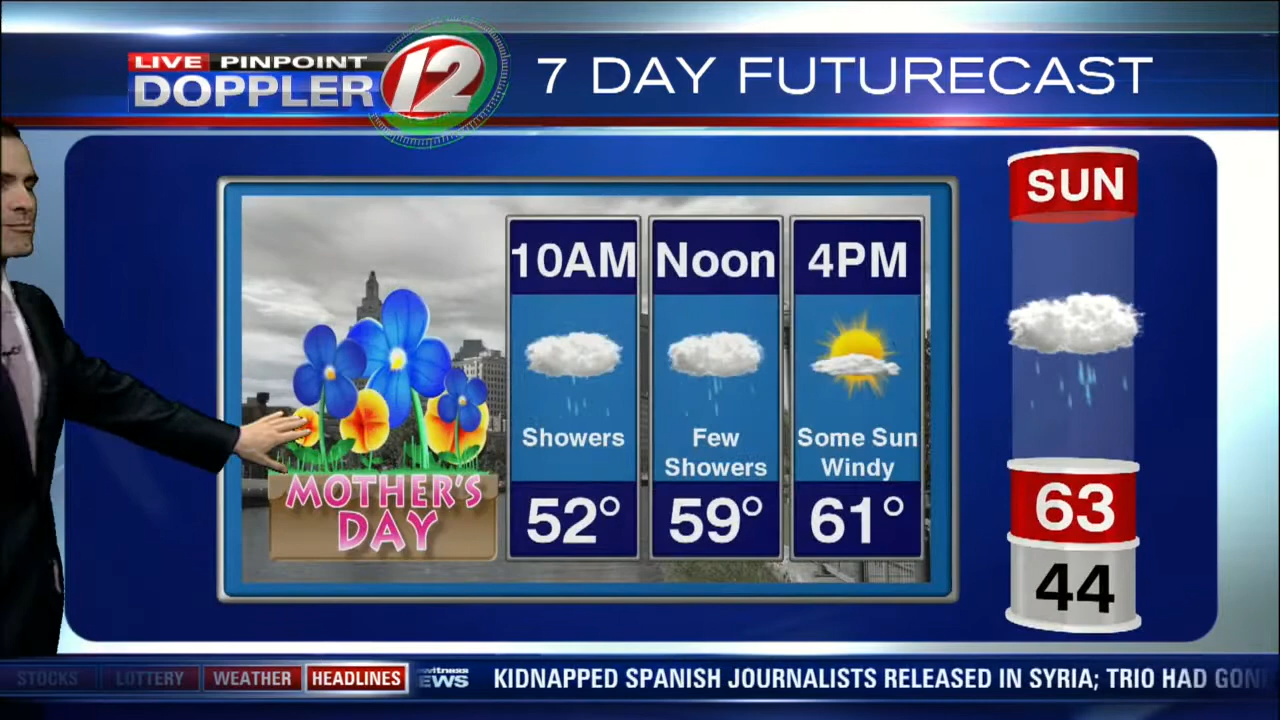 LIVE PINPOINT
DOPPLER 12
7 DAY FUTURECAST
SUN
10AM
Noon
4PM
Showers
Few
Showers
Some Sun
Windy
MOTHER'S
DAY
52°
59°
61°
63
44
STOCKS
LOTTERY
WEATHER
HEADLINES
KIDNAPPED SPANISH JOURNALISTS RELEASED IN SYRIA; TRIO HAD